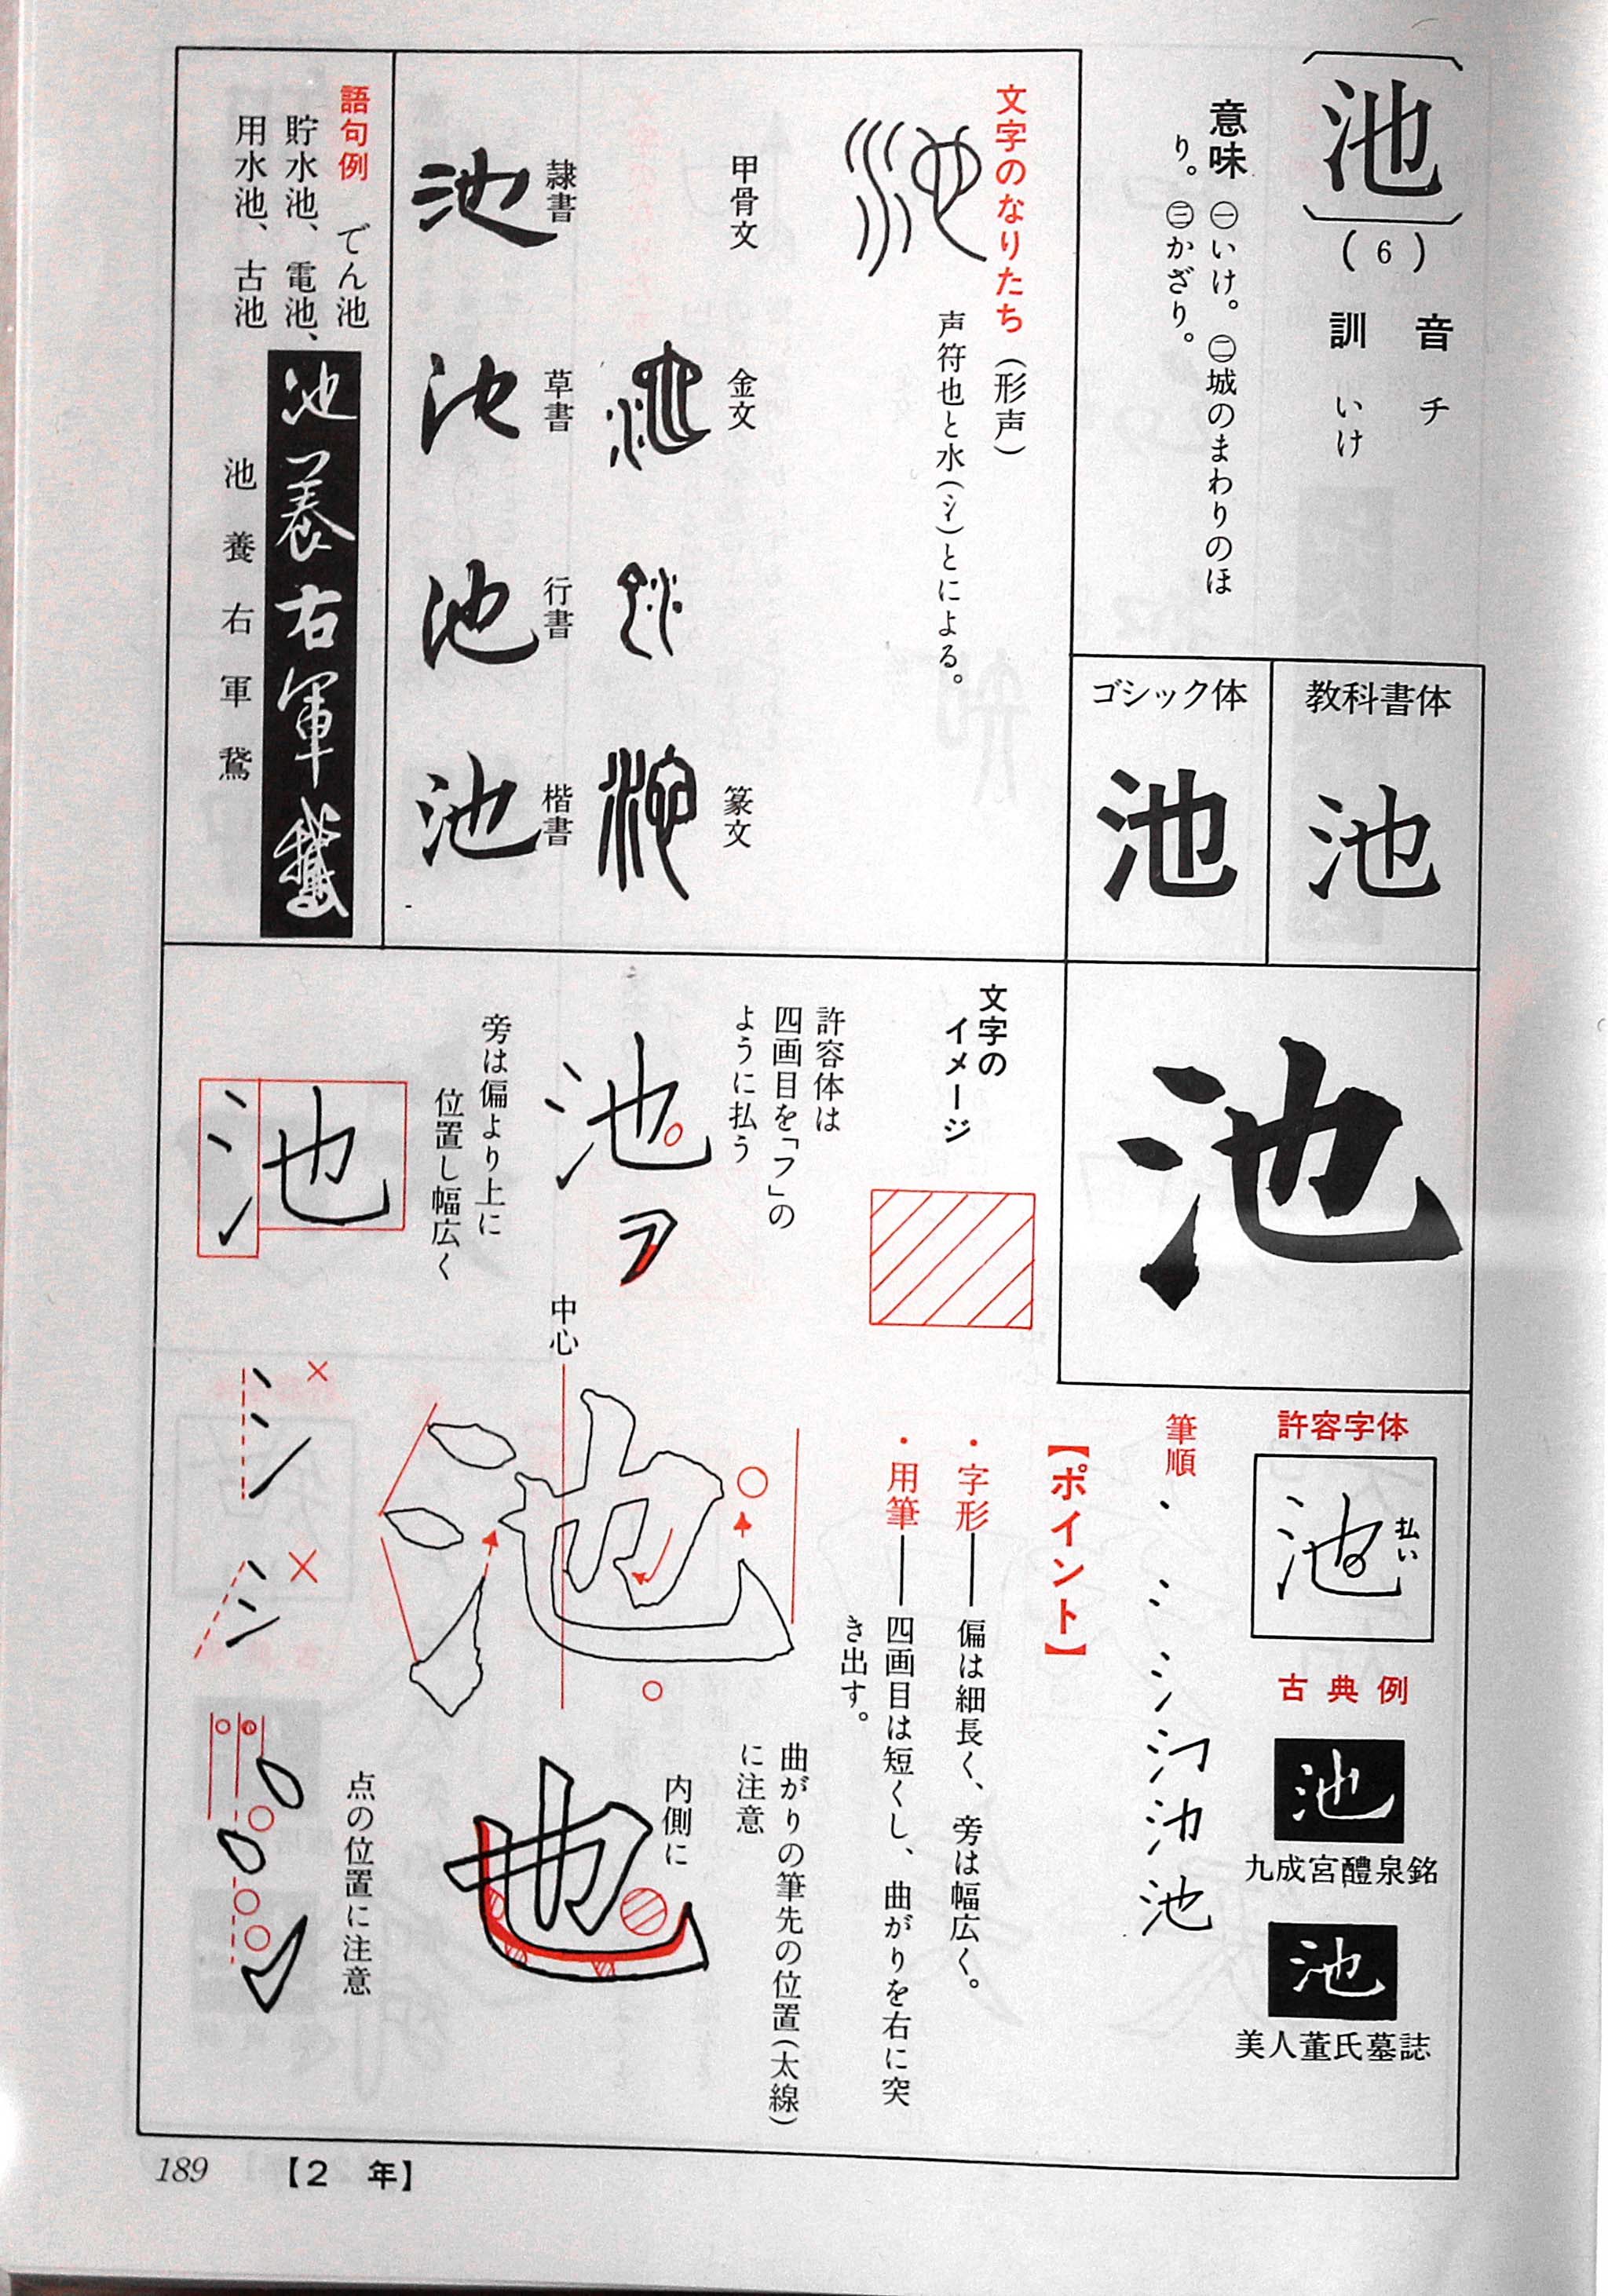 池
(6)
音 チ
訓 いけ
意味 ㊀いけ。㊁城のまわりのほ
り。㊂かざり。
教科書体
池
ゴシック体
池
文字のなりたち(形声)
声符也と水(氵)とによる。
甲骨文
金文
篆文
隷書
池
草書
池
行書
池
楷書
池
語句例 でん池
貯水池、電池、
用水池、古池
池養右軍鵞
池養右軍鵞
池
許容字体
池
払い
古典例
池
九成宮醴泉銘
池
美人董氏墓誌
筆順
池
【ポイント】
・字形――偏は細長く、旁は幅広く。
・用筆――四画目は短くし、曲がりを右に突
き出す。
文字の
イメージ
許容体は
四画目を「フ」の
ように払う
池
フ
旁は偏より上に
位置し幅広く
池
中心
池
曲がりの筆先の位置(太線)
に注意
内側に
也
点の位置に注意
189
【2 年】